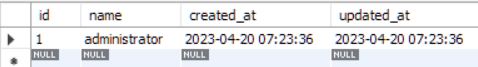 id name created_at updated_at
1 administrator 2023-04-20 07:23:36 2023-04-20 07:23:36
NULL NULL NULL NULL